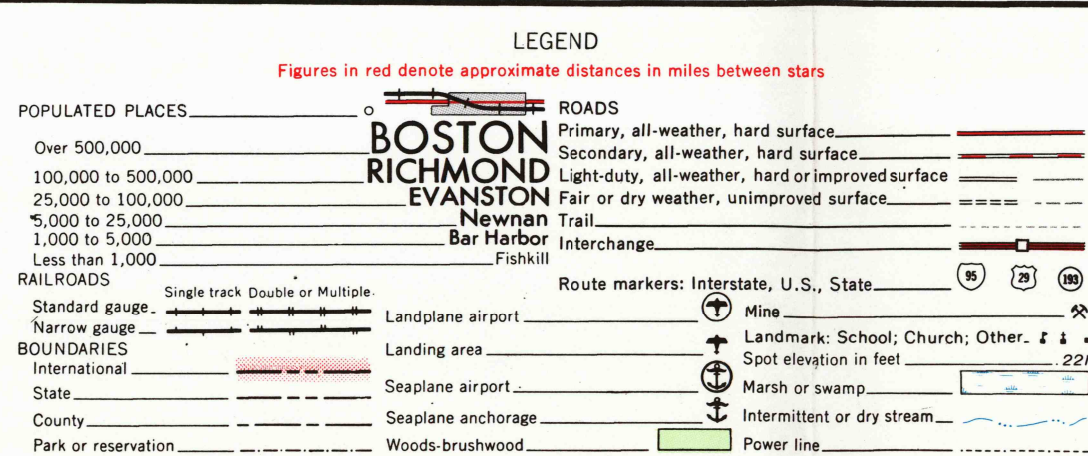 LEGEND
Figures in red denote approximate distances in miles between stars
POPULATED PLACES
Over 500,000 BOSTON
100,000 to 500,000 RICHMOND
25,000 to 100,000 EVANSTON
5,000 to 25,000 Newnan
1,000 to 5,000 Bar Harbor
Less than 1,000 Fishkill
RAILROADS
Single track Double or Multiple
Standard gauge
Narrow gauge
BOUNDARIES
International
State
County
Park or reservation
Landplane airport
Landing area
Seaplane airport
Seaplane anchorage
Woods-brushwood
ROADS
Primary, all-weather, hard surface
Secondary, all-weather, hard surface
Light-duty, all-weather, hard or improved surface
Fair or dry weather, unimproved surface
Trail
Interchange
Route markers: Interstate, U.S., State 95 29 193
Mine
Landmark: School; Church; Other
Spot elevation in feet .221
Marsh or swamp
Intermittent or dry stream
Power line